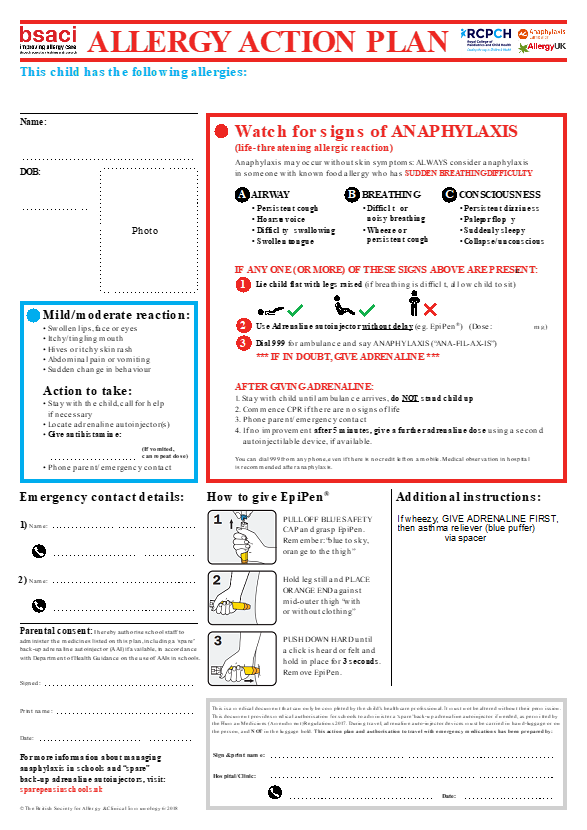 bsaci
improving allergy care
ALLERGY ACTION PLAN
RCPCH
Royal College of
Paediatrics and Child Health
Anaphylaxis
AllergyUK
This child has the following allergies:
Name:
DOB:
Photo
Mild/moderate reaction:
• Swollen lips, face or eyes
• Itchy/tingling mouth
• Hives or itchy skin rash
• Abdominal pain or vomiting
• Sudden change in behaviour
Action to take:
• Stay with the child, call for help
if necessary
• Locate adrenaline autoinjector(s)
• Give antihistamine:
(If vomited,
can repeat dose)
• Phone parent/emergency contact
Watch for signs of ANAPHYLAXIS
(life-threatening allergic reaction)
Anaphylaxis may occur without skin symptoms: ALWAYS consider anaphylaxis
in someone with known food allergy who has SUDDEN BREATHING DIFFICULTY
A AIRWAY
• Persistent cough
• Hoarse voice
• Difficlty swallowing
• Swollen tongue
B BREATHING
• Difficlt or
noisy breathing
• Wheeze or
persistent cough
C CONSCIOUSNESS
• Persistent dizziness
• Pale or flop y
• Suddenly sleepy
• Collapse/unconscious
IF ANY ONE (OR MORE) OF THESE SIGNS ABOVE ARE PRESENT:
1 Lie child flat with legs raised (if breathing is difficlt, allow child to sit)
2 Use Adrenaline autoinjector without delay (eg. EpiPen®) (Dose: mg)
3 Dial 999 for ambulance and say ANAPHYLAXIS (“ANA-FIL-AX-IS”)
*** IF IN DOUBT, GIVE ADRENALINE ***
AFTER GIVING ADRENALINE:
1. Stay with child until ambulance arrives, do NOT stand child up
2. Commence CPR if there are no signs of life
3. Phone parent/emergency contact
4. If no improvement after 5 minutes, give a further adrenaline dose using a second
autoinjectilable device, if available.
You can dial 999 from any phone, even if there is no credit left on a mobile. Medical observation in hospital
is recommended after anaphylaxis.
Emergency contact details:
1) Name:
2) Name:
Parental consent: I hereby authorise school staff to
administer the medicines listed on this plan, including a ‘spare’
back-up adrenaline autoinjector (AAI) if available, in accordance
with Department of Health Guidance on the use of AAIs in schools.
Signed:
Print name:
Date:
For more information about managing
anaphylaxis in schools and “spare”
back-up adrenaline autoinjectors, visit:
sparepensinschools.uk
© The British Society for Allergy & Clinical Immunology 6/2018
How to give EpiPen®
1
PULL OFF BLUE SAFETY
CAP and grasp EpiPen.
Remember: “blue to sky,
orange to the thigh”
2
Hold leg still and PLACE
ORANGE END against
mid-outer thigh “with
or without clothing”
3
PUSH DOWN HARD until
a click is heard or felt and
hold in place for 3 seconds.
Remove EpiPen.
Additional instructions:
If wheezy, GIVE ADRENALINE FIRST,
then asthma reliever (blue puffer)
via spacer
This is a medical document that can only be completed by the child’s healthcare professional. It must not be altered without their permission.
This document provides medical authorisation for schools to administer a ‘spare’ back-up adrenaline autoinjector if needed, as permitted by
the Human Medicines (Amendment) Regulations 2017. During travel, adrenaline auto-injector devices must be carried in hand-luggage or on
the person, and NOT in the luggage hold. This action plan and authorisation to travel with emergency medications has been prepared by:
Sign & print name:
Hospital/Clinic:
Date: